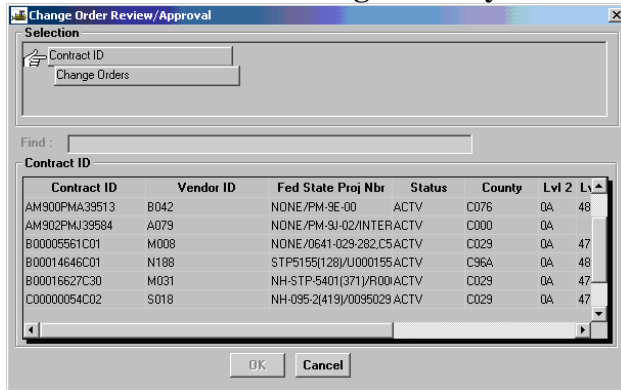 Change Order Review/Approval
Selection
Contract ID
Change Orders
Find :
Contract ID
Contract ID Vendor ID Fed State Proj Nbr Status County Lvl 2
AM900PMA39513 B042 NONE/PM-9E-00 ACTV C076 0A 48
AM902PMJ39584 A079 NONE/PM-9J-02/INTER ACTV C000 0A
B00005561C01 M008 NONE/0641-029-282,C5 ACTV C029 0A 47
B00014646C01 N188 STP5155(128)/U000155 ACTV C96A 0A 48
B00016627C30 M031 NH-STP-5401(371)/R00 ACTV C029 0A 47
C00000054C02 S018 NH-095-2(419)/0095029 ACTV C029 0A 47
OK Cancel